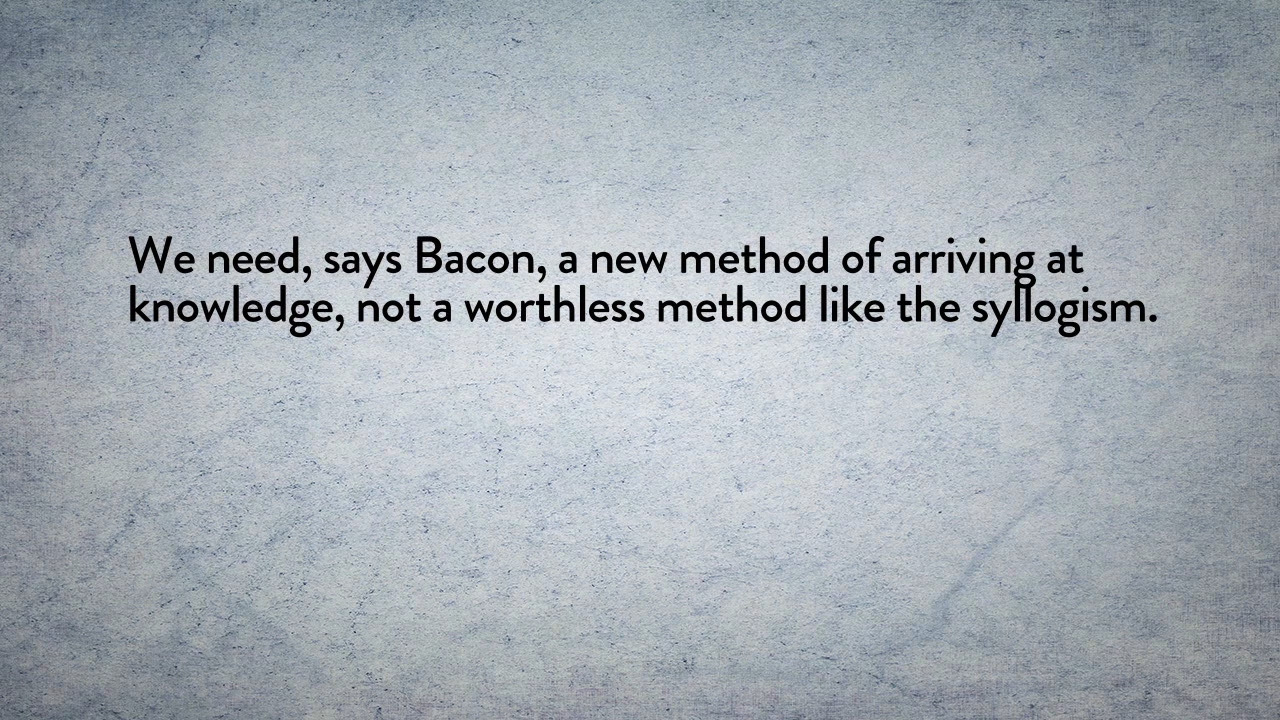 We need, says Bacon, a new method of arriving at
knowledge, not a worthless method like the syllogism.